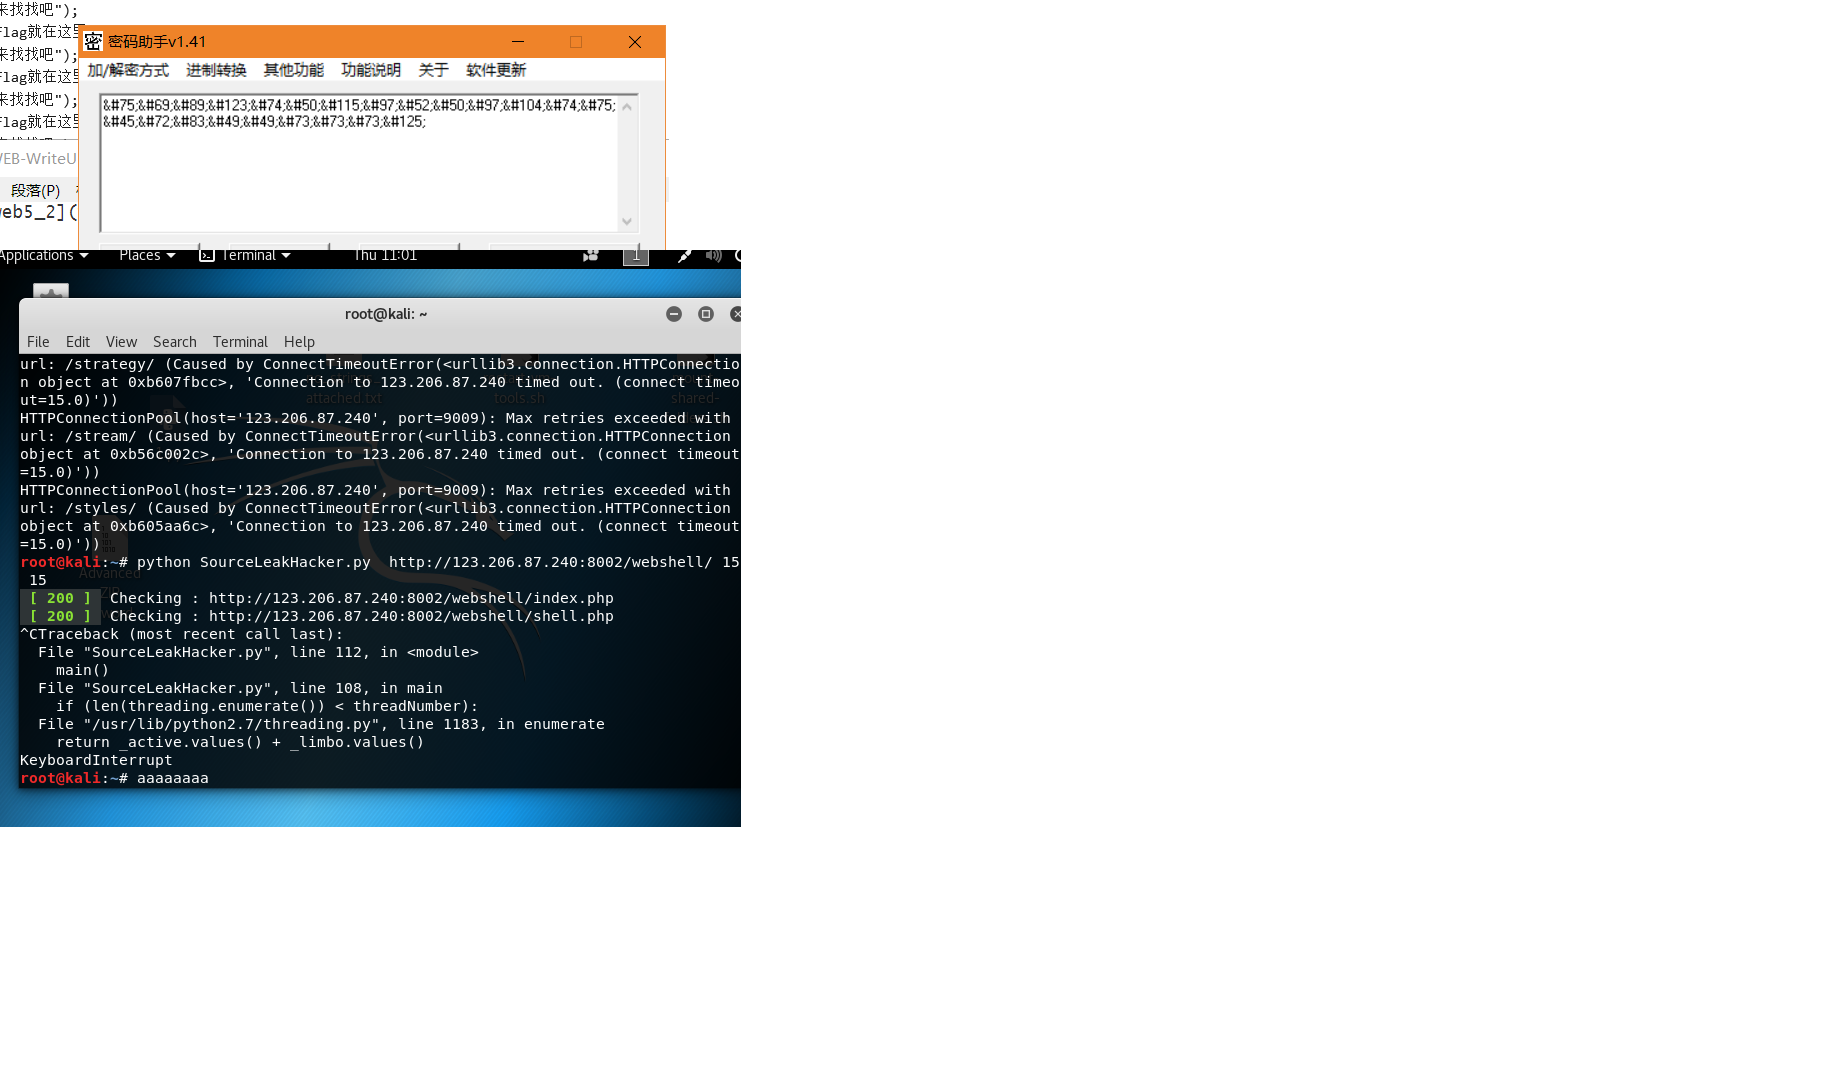 来找找吧");
flag就在这里
来找找吧");
flag就在这里
来找找吧");
flag就在这里
密 密码助手v1.41
加/解密方式 进制转换 其他功能 功能说明 关于 软件更新
&#75;&#69;&#89;&#123;&#74;&#50;&#115;&#97;&#52;&#50;&#97;&#104;&#74;&#75;
&#45;&#72;&#83;&#49;&#49;&#73;&#73;&#73;&#125;
WEB-WriteU
段落(P)
web5_2](
Applications Places Terminal Thu 11:01 1
root@kali: ~
File Edit View Search Terminal Help
url: /strategy/ (Caused by ConnectTimeoutError(<urllib3.connection.HTTPConnectio
n object at 0xb607fbcc>, 'Connection to 123.206.87.240 timed out. (connect timeo
ut=15.0)'))
HTTPConnectionPool(host='123.206.87.240', port=9009): Max retries exceeded with
url: /stream/ (Caused by ConnectTimeoutError(<urllib3.connection.HTTPConnection
object at 0xb56c002c>, 'Connection to 123.206.87.240 timed out. (connect timeout
=15.0)'))
HTTPConnectionPool(host='123.206.87.240', port=9009): Max retries exceeded with
url: /styles/ (Caused by ConnectTimeoutError(<urllib3.connection.HTTPConnection
object at 0xb605aa6c>, 'Connection to 123.206.87.240 timed out. (connect timeout
=15.0)'))
root@kali:~# python SourceLeakHacker.py  http://123.206.87.240:8002/webshell/ 15
 15
[ 200 ] Checking : http://123.206.87.240:8002/webshell/index.php
[ 200 ] Checking : http://123.206.87.240:8002/webshell/shell.php
^CTraceback (most recent call last):
  File "SourceLeakHacker.py", line 112, in <module>
    main()
  File "SourceLeakHacker.py", line 108, in main
    if (len(threading.enumerate()) < threadNumber):
  File "/usr/lib/python2.7/threading.py", line 1183, in enumerate
    return _active.values() + _limbo.values()
KeyboardInterrupt
root@kali:~# aaaaaaaa
attached.txt
tools.sh
shared-
Advanced